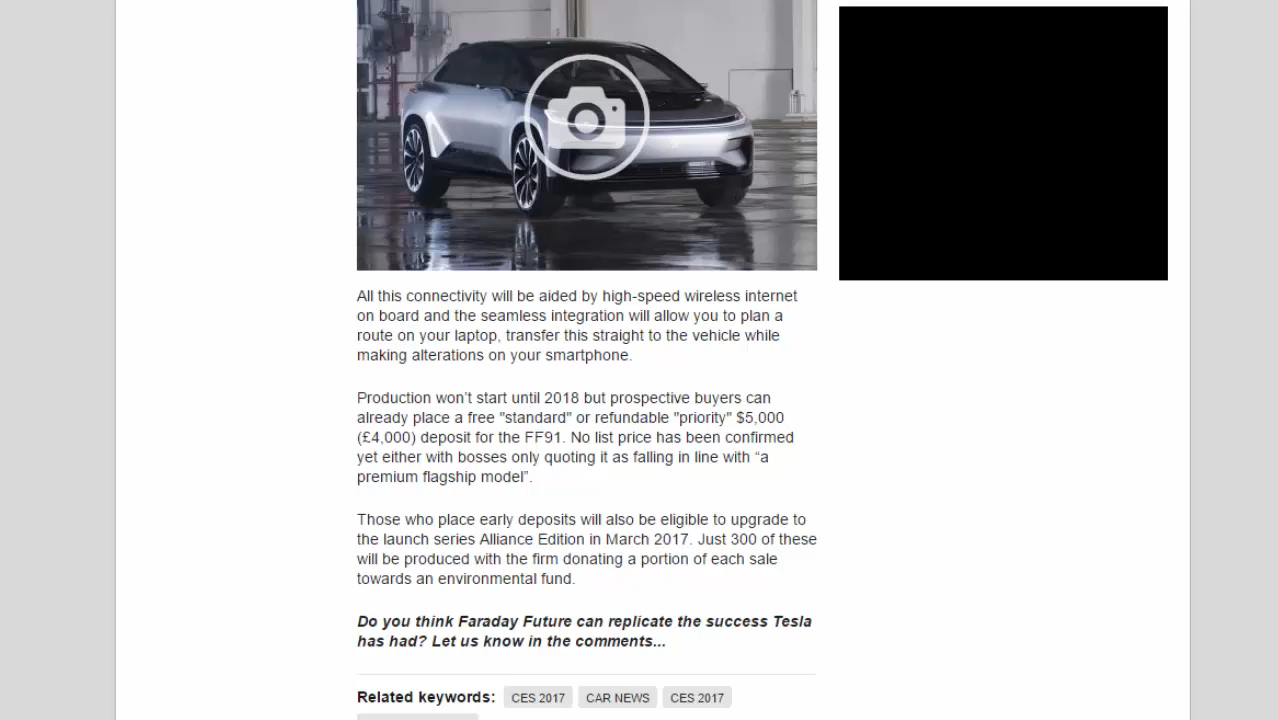 All this connectivity will be aided by high-speed wireless internet
on board and the seamless integration will allow you to plan a
route on your laptop, transfer this straight to the vehicle while
making alterations on your smartphone.
Production won’t start until 2018 but prospective buyers can
already place a free "standard" or refundable "priority" $5,000
(£4,000) deposit for the FF91. No list price has been confirmed
yet either with bosses only quoting it as falling in line with “a
premium flagship model”.
Those who place early deposits will also be eligible to upgrade to
the launch series Alliance Edition in March 2017. Just 300 of these
will be produced with the firm donating a portion of each sale
towards an environmental fund.
Do you think Faraday Future can replicate the success Tesla
has had? Let us know in the comments...
Related keywords: CES 2017 CAR NEWS CES 2017